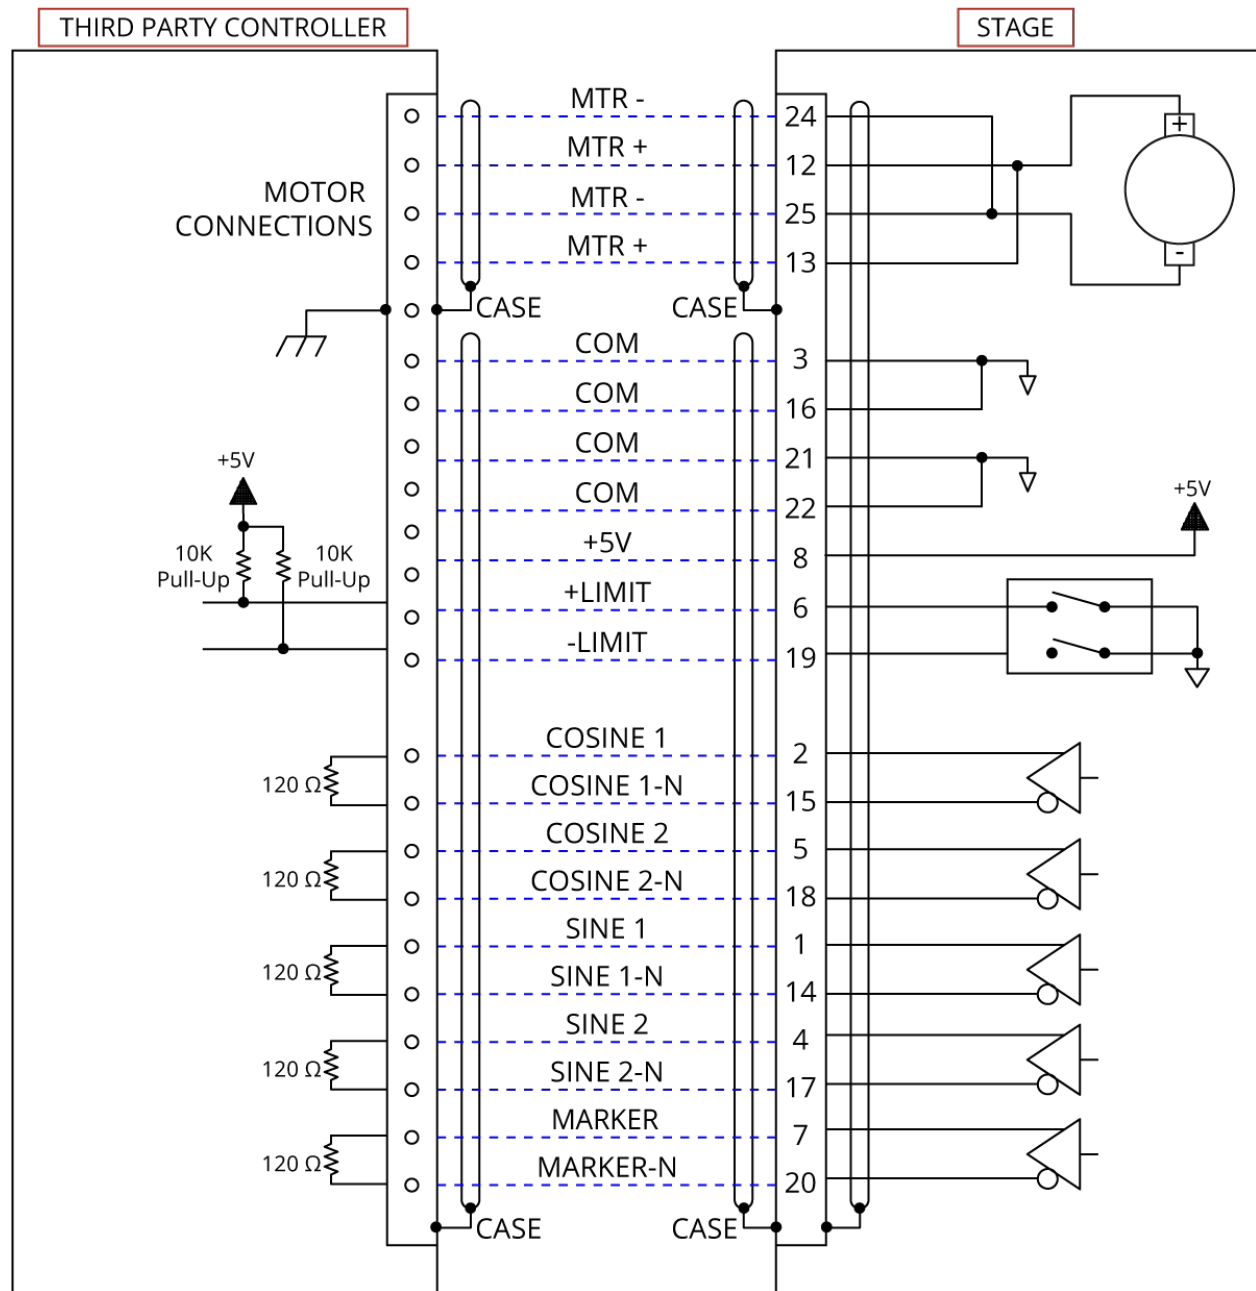 THIRD PARTY CONTROLLER
STAGE
MTR -
24
+
MTR +
12
MOTOR
CONNECTIONS
MTR -
25
MTR +
13
-
CASE
CASE
COM
3
COM
16
COM
21
+5V
COM
22
+5V
10K
Pull-Up
10K
Pull-Up
+5V
8
+LIMIT
6
-LIMIT
19
COSINE 1
2
120 Ω
COSINE 1-N
15
COSINE 2
5
120 Ω
COSINE 2-N
18
SINE 1
1
120 Ω
SINE 1-N
14
SINE 2
4
120 Ω
SINE 2-N
17
MARKER
7
120 Ω
MARKER-N
20
CASE
CASE